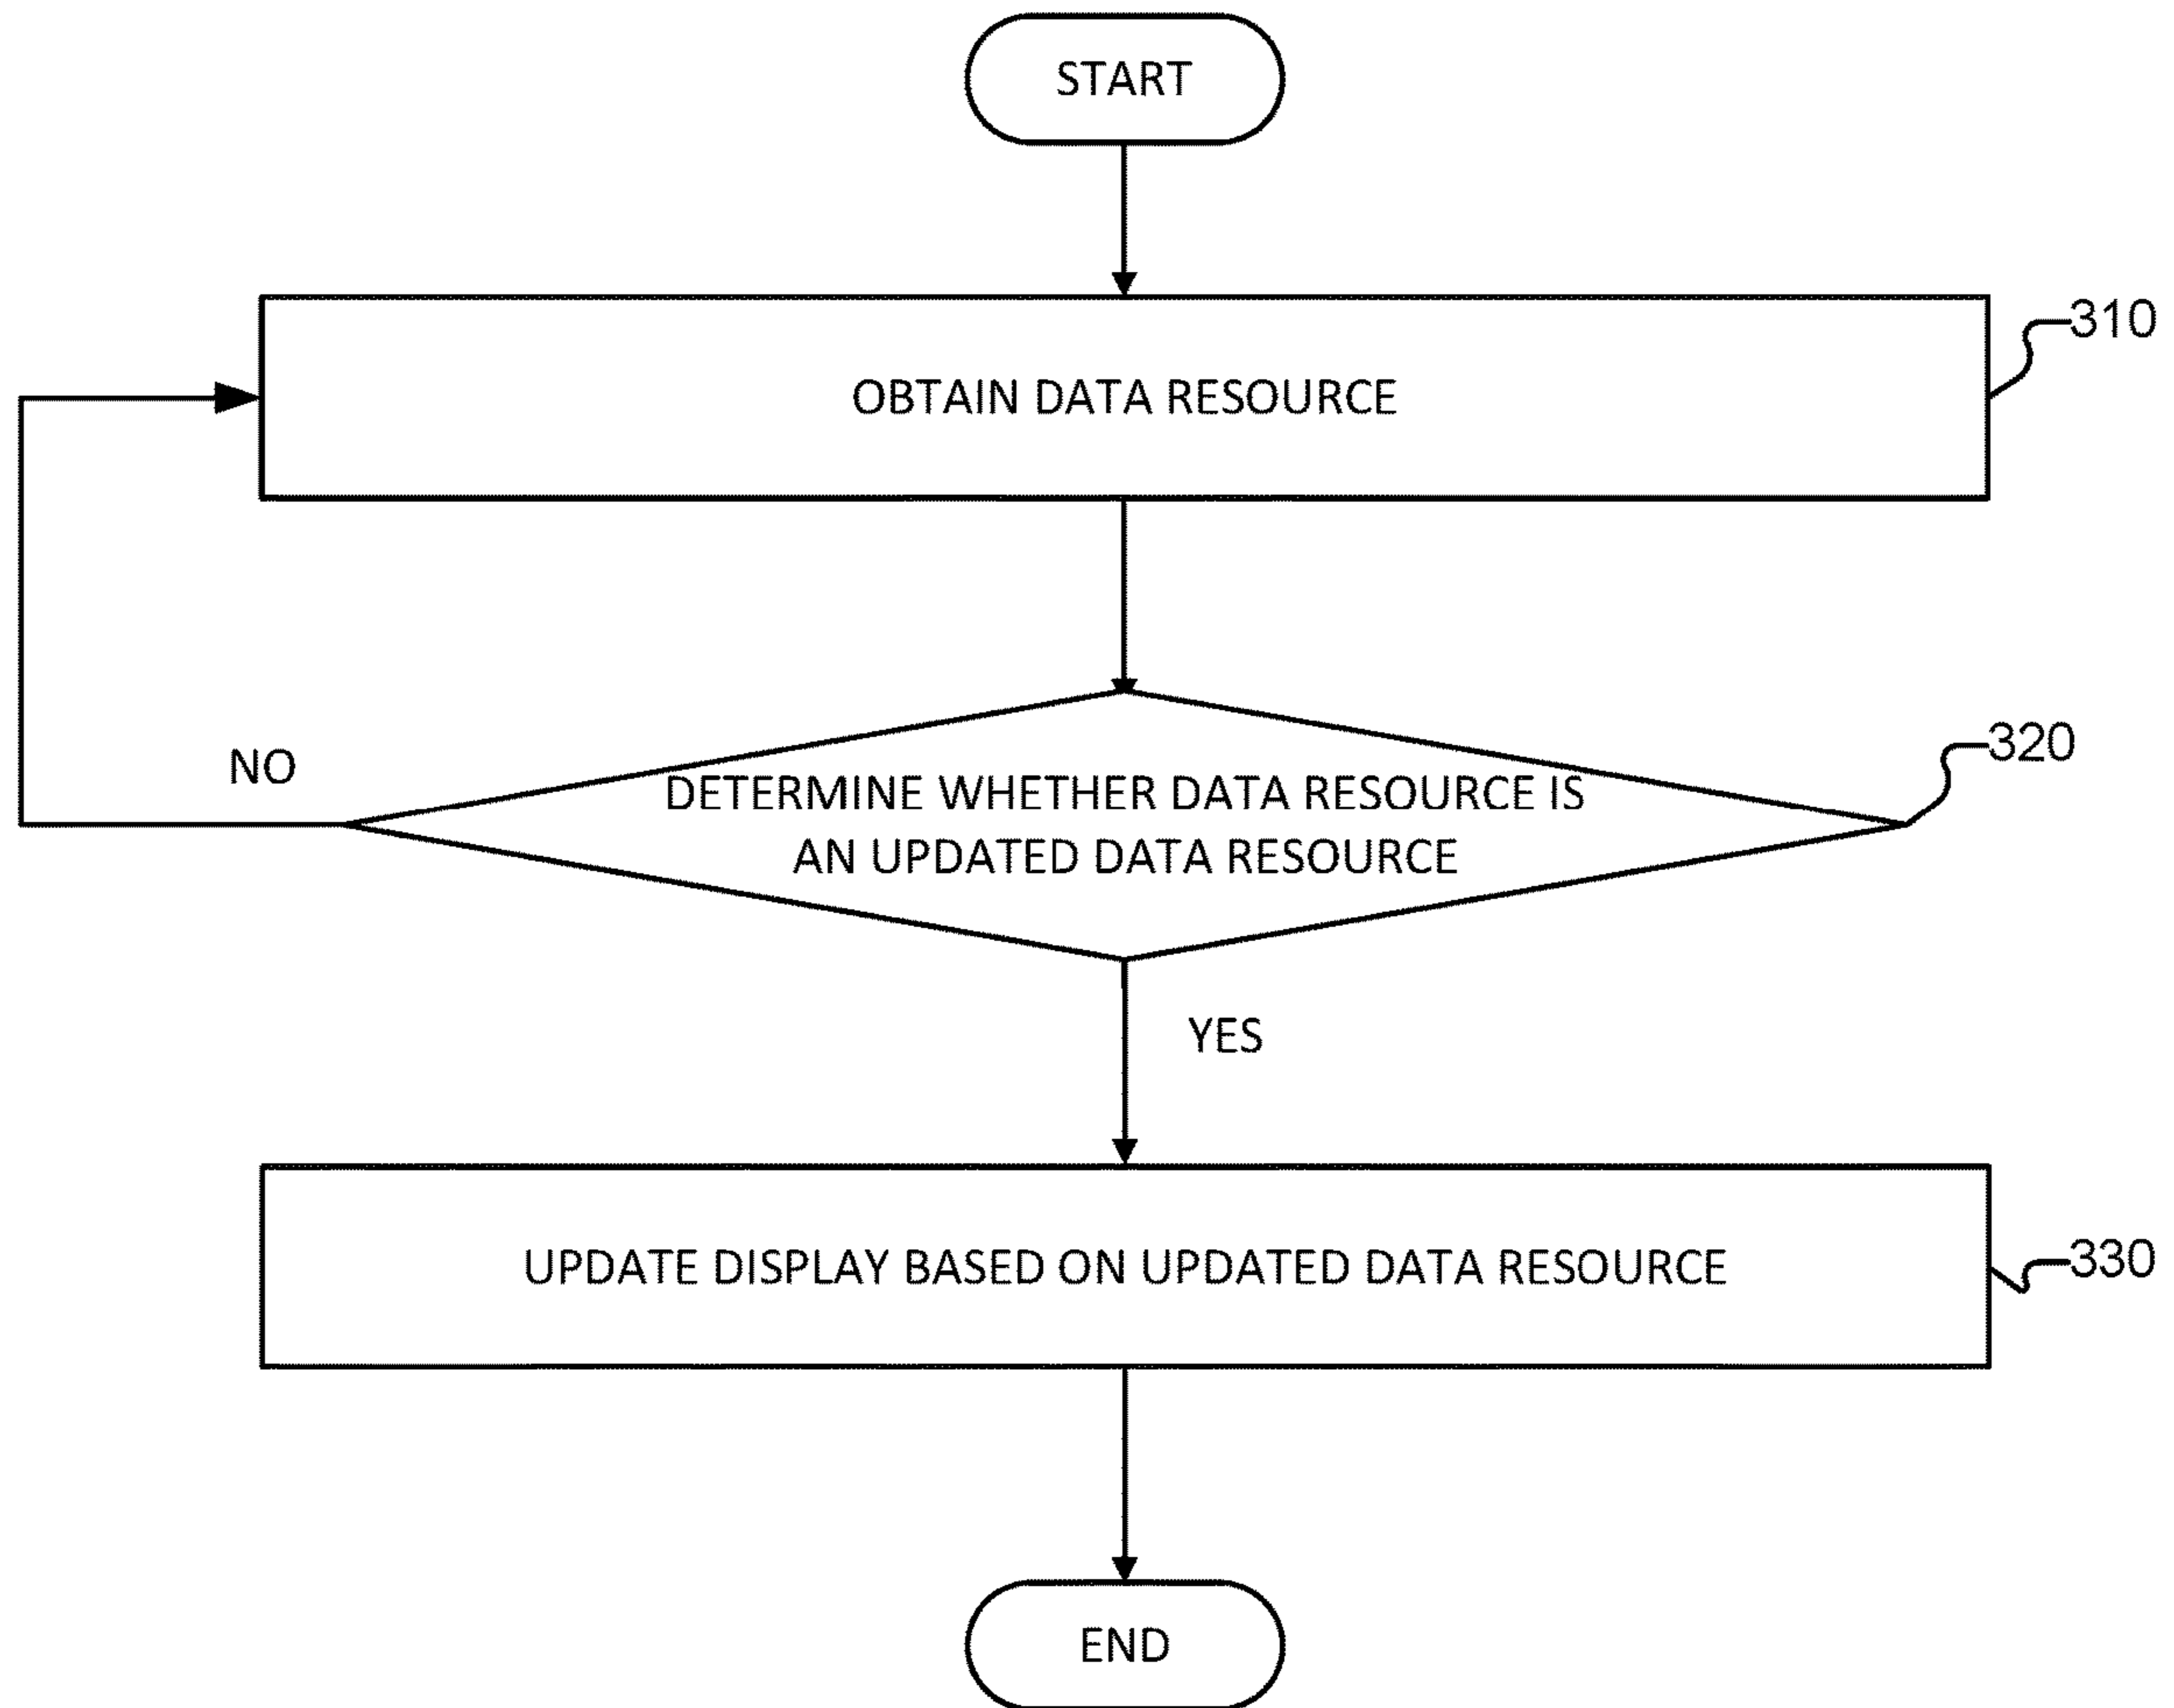 START
310
OBTAIN DATA RESOURCE
320
NO
DETERMINE WHETHER DATA RESOURCE IS
AN UPDATED DATA RESOURCE
YES
330
UPDATE DISPLAY BASED ON UPDATED DATA RESOURCE
END